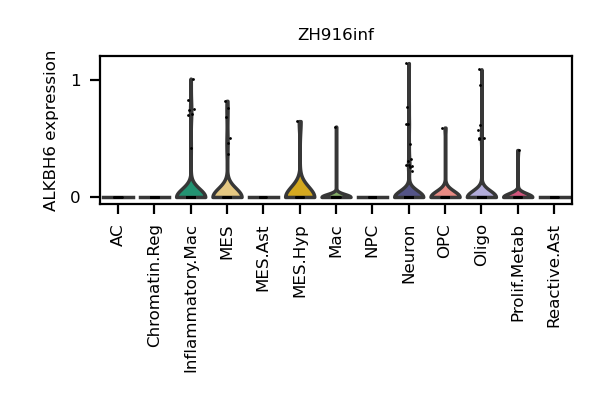 ZH916inf
ALKBH6 expression
1
0
AC
Chromatin.Reg
Inflammatory.Mac
MES
MES.Ast
MES.Hyp
Mac
NPC
Neuron
OPC
Oligo
Prolif.Metab
Reactive.Ast